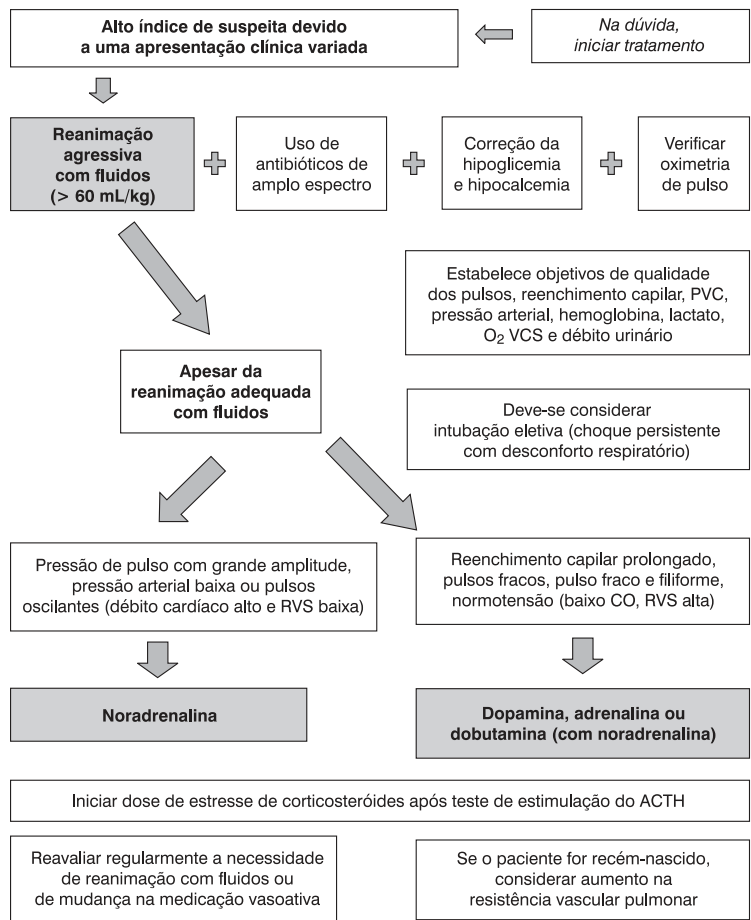 Alto índice de suspeita devido
a uma apresentação clínica variada
Na dúvida,
iniciar tratamento
Reanimação
agressiva
com fluidos
(> 60 mL/kg)
Uso de
antibióticos de
amplo espectro
Correção da
hipoglicemia
e hipocalcemia
Verificar
oximetria
de pulso
Estabelece objetivos de qualidade
dos pulsos, reenchimento capilar, PVC,
pressão arterial, hemoglobina, lactato,
O₂ VCS e débito urinário
Apesar da
reanimação adequada
com fluidos
Deve-se considerar
intubação eletiva (choque persistente
com desconforto respiratório)
Pressão de pulso com grande amplitude,
pressão arterial baixa ou pulsos
oscilantes (débito cardíaco alto e RVS baixa)
Reenchimento capilar prolongado,
pulsos fracos, pulso fraco e filiforme,
normotensão (baixo CO, RVS alta)
Noradrenalina
Dopamina, adrenalina ou
dobutamina (com noradrenalina)
Iniciar dose de estresse de corticosteróides após teste de estimulação do ACTH
Reavaliar regularmente a necessidade
de reanimação com fluidos ou
de mudança na medicação vasoativa
Se o paciente for recém-nascido,
considerar aumento na
resistência vascular pulmonar